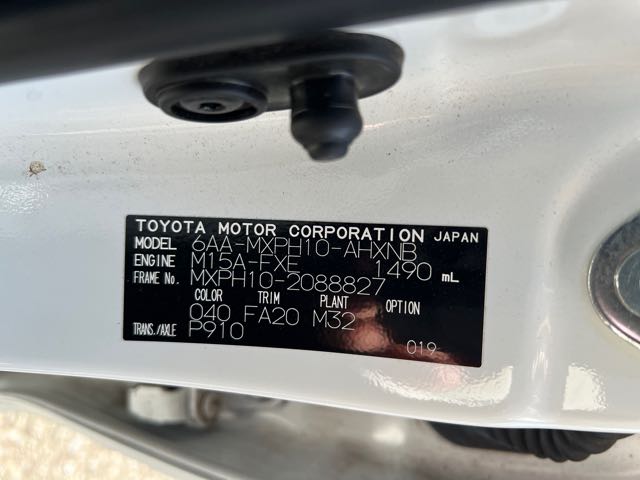 TOYOTA MOTOR CORPORATION JAPAN
MODEL 6AA-MXPH10-AHXNB
ENGINE M15A-FXE 1490 mL
FRAME No. MXPH10-2088827
COLOR TRIM PLANT OPTION
040 FA20 M32
TRANS./AXLE P910
019